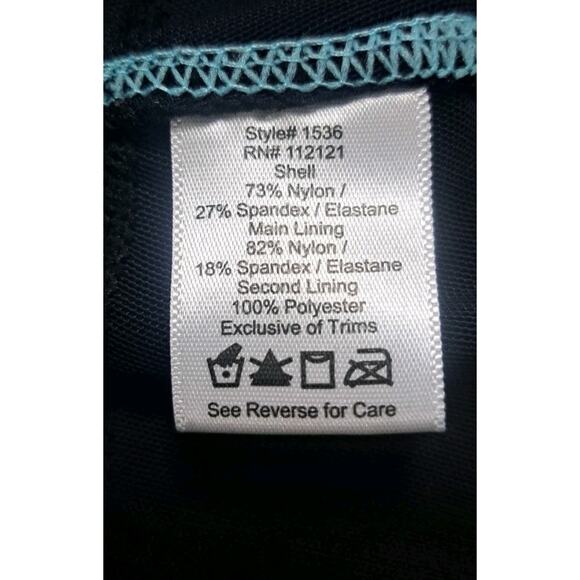 Style# 1536
RN# 112121
Shell
73% Nylon /
27% Spandex / Elastane
Main Lining
82% Nylon /
18% Spandex / Elastane
Second Lining
100% Polyester
Exclusive of Trims
See Reverse for Care